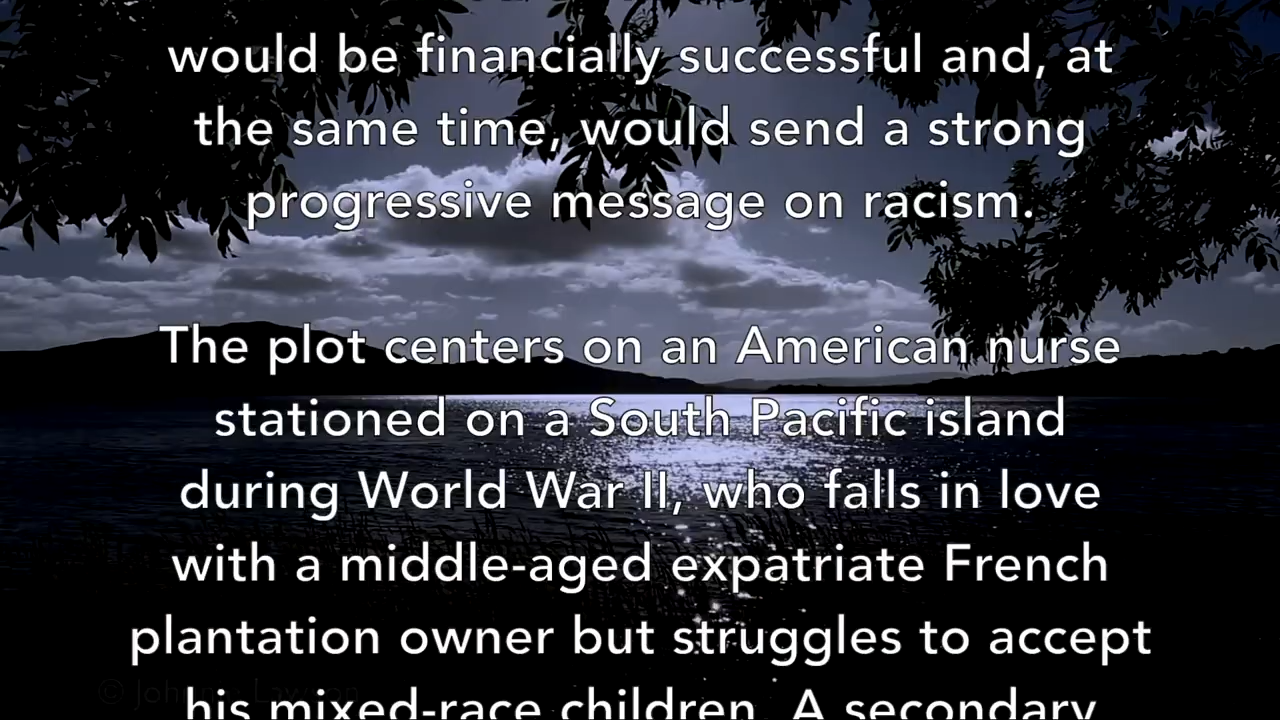 would be financially successful and, at
the same time, would send a strong
progressive message on racism.
The plot centers on an American nurse
stationed on a South Pacific island
during World War II, who falls in love
with a middle-aged expatriate French
plantation owner but struggles to accept
his mixed-race children. A secondary
© Johnnie Lawson